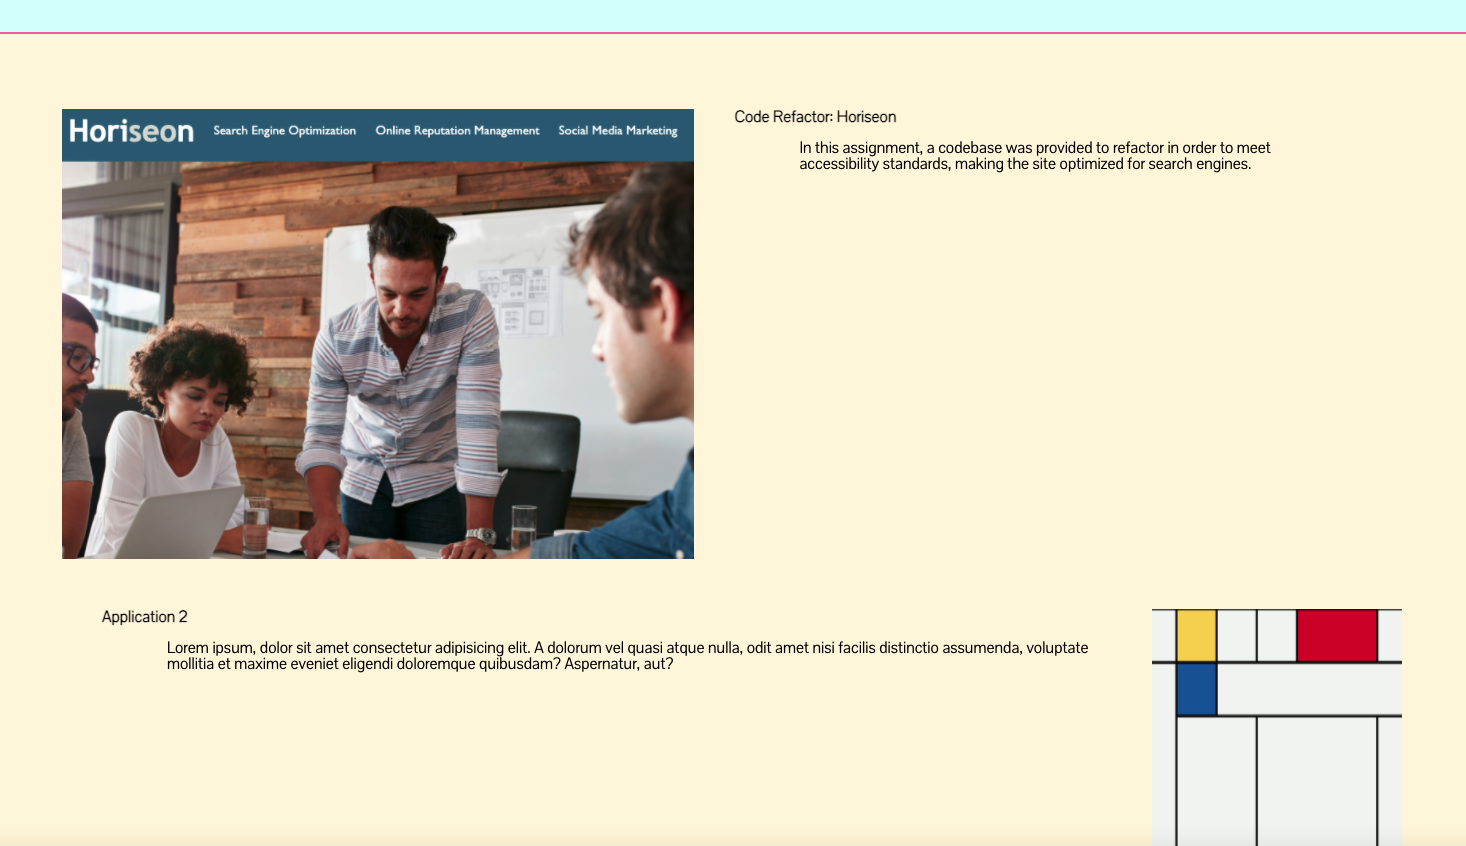 Horiseon Search Engine Optimization Online Reputation Management Social Media Marketing
Code Refactor: Horiseon
In this assignment, a codebase was provided to refactor in order to meet
accessibility standards, making the site optimized for search engines.
Application 2
Lorem ipsum, dolor sit amet consectetur adipisicing elit. A dolorum vel quasi atque nulla, odit amet nisi facilis distinctio assumenda, voluptate
mollitia et maxime eveniet eligendi doloremque quibusdam? Aspernatur, aut?